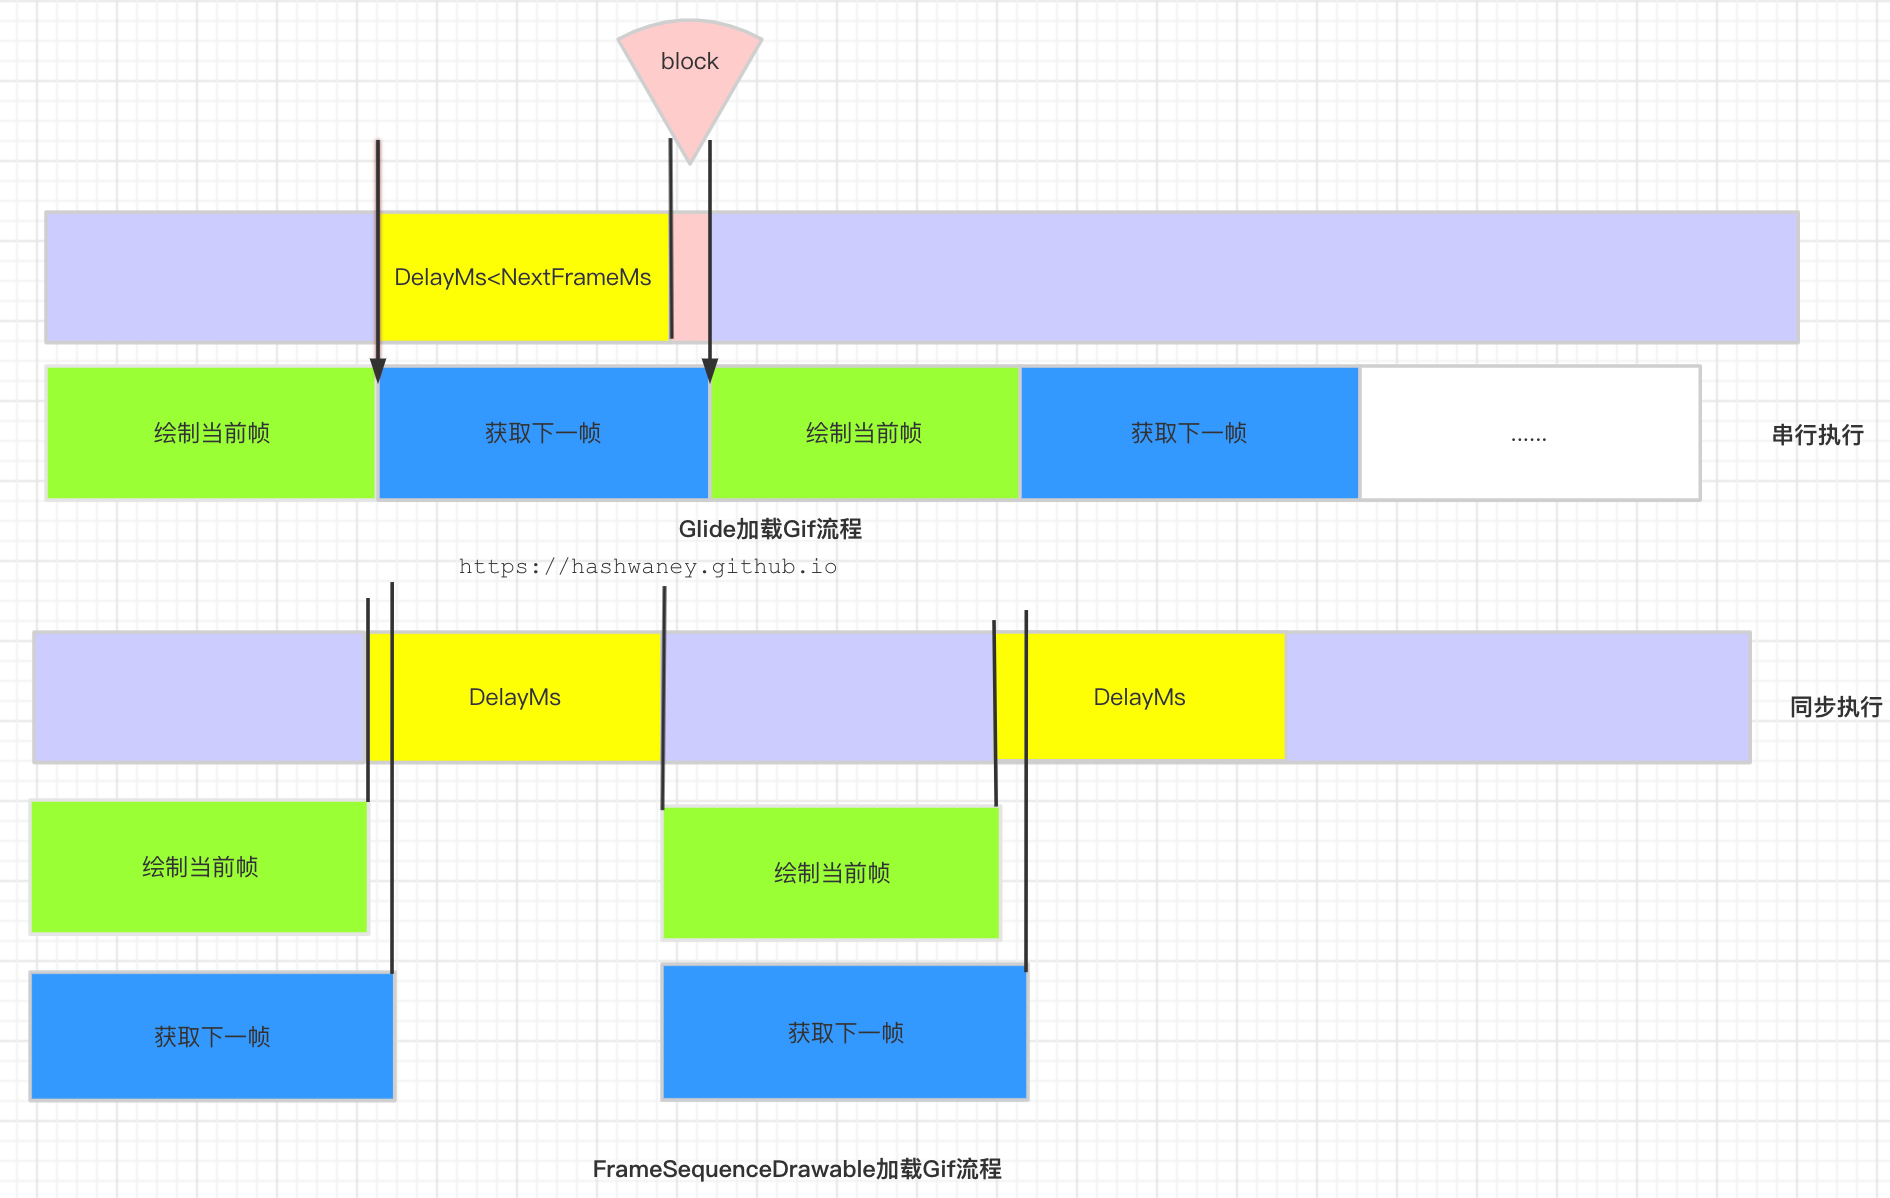 block
DelayMs<NextFrameMs
绘制当前帧
获取下一帧
绘制当前帧
获取下一帧
......
串行执行
Glide加载Gif流程
https://hashwaney.github.io
DelayMs
DelayMs
同步执行
绘制当前帧
绘制当前帧
获取下一帧
获取下一帧
FrameSequenceDrawable加载Gif流程